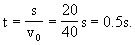 t = s/v₀ = 20/40 s = 0.5s.